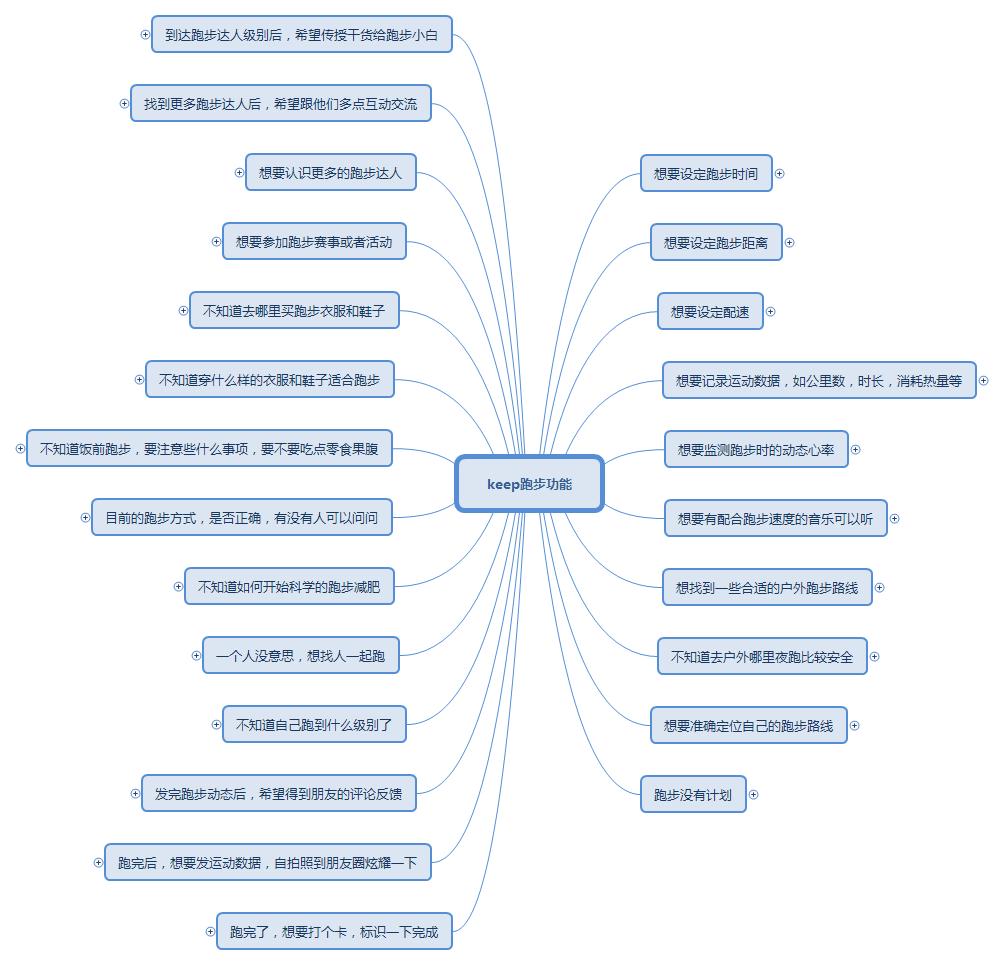 到达跑步达人级别后，希望传授干货给跑步小白
找到更多跑步达人后，希望跟他们多点互动交流
想要认识更多的跑步达人
想要参加跑步赛事或者活动
不知道去哪里买跑步衣服和鞋子
不知道穿什么样的衣服和鞋子适合跑步
不知道饭前跑步，要注意些什么事项，要不要吃点零食果腹
目前的跑步方式，是否正确，有没有人可以问问
不知道如何开始科学的跑步减肥
一个人没意思，想找人一起跑
不知道自己跑到什么级别了
发完跑步动态后，希望得到朋友的评论反馈
跑完后，想要发运动数据，自拍照到朋友圈炫耀一下
跑完了，想要打个卡，标识一下完成
keep跑步功能
想要设定跑步时间
想要设定跑步距离
想要设定配速
想要记录运动数据，如公里数，时长，消耗热量等
想要监测跑步时的动态心率
想要有配合跑步速度的音乐可以听
想找到一些合适的户外跑步路线
不知道去户外哪里夜跑比较安全
想要准确定位自己的跑步路线
跑步没有计划